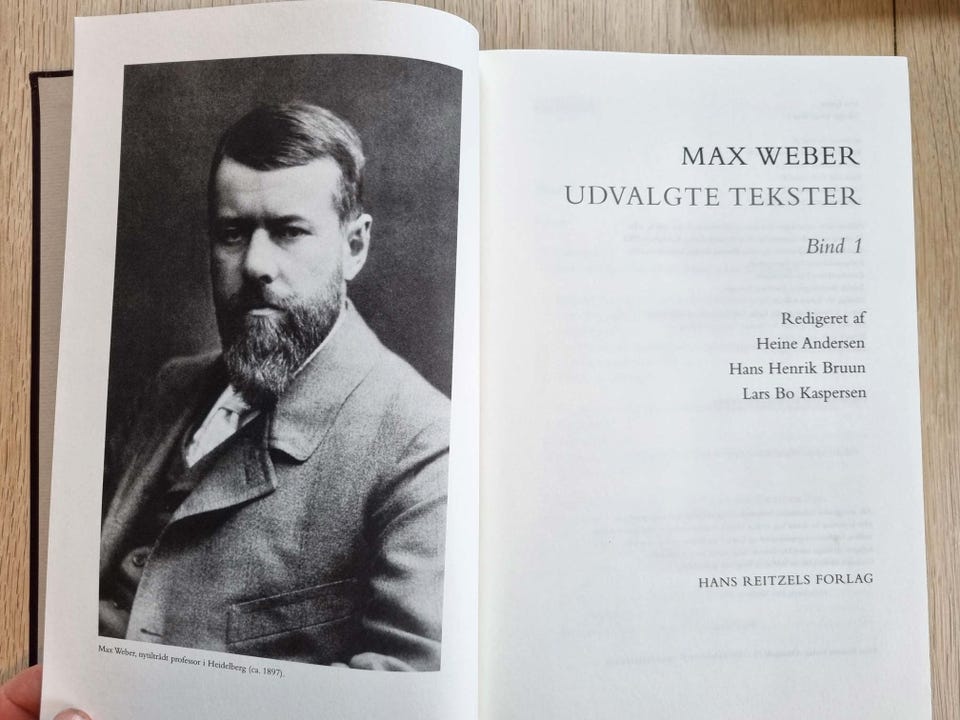 Max Weber, nytiltrådt professor i Heidelberg (ca. 1897).
MAX WEBER
UDVALGTE TEKSTER
Bind 1
Redigeret af
Heine Andersen
Hans Henrik Bruun
Lars Bo Kaspersen
HANS REITZELS FORLAG